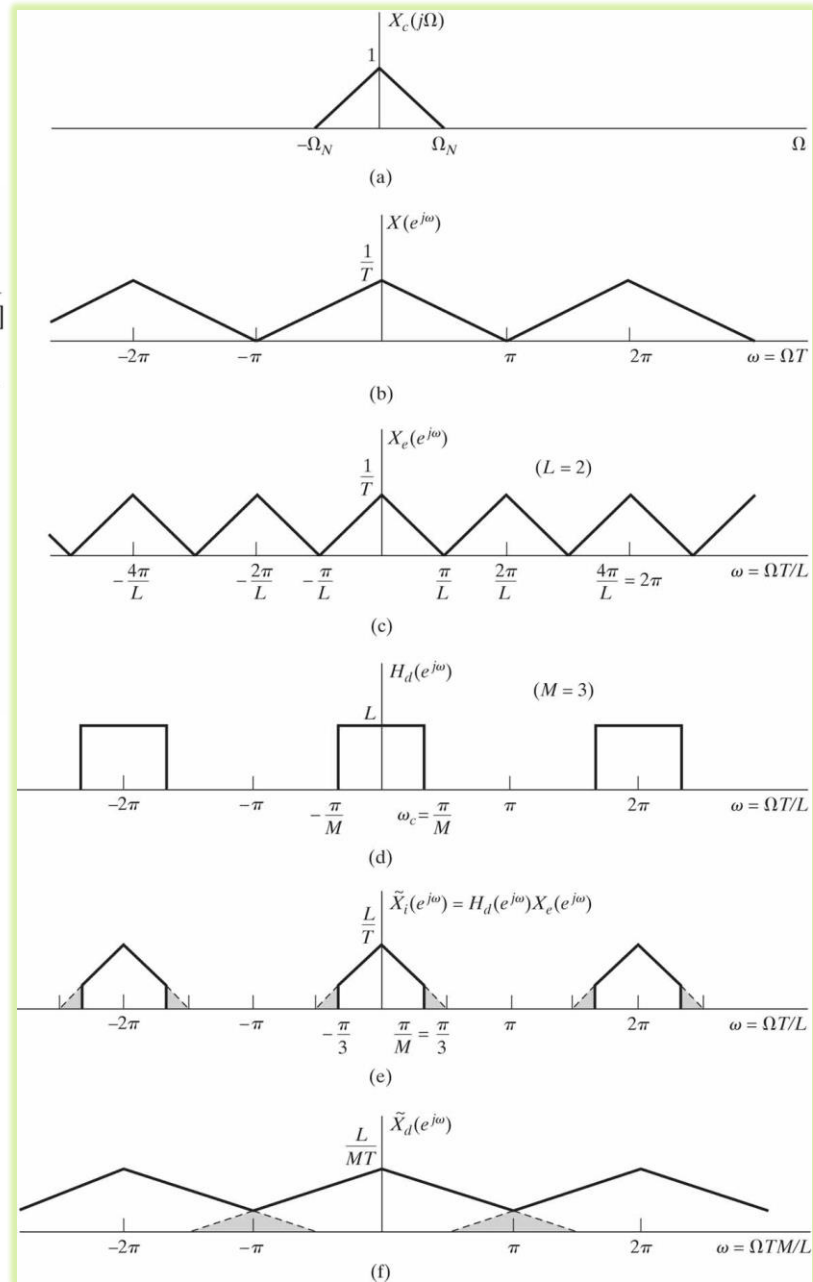 X_c(jΩ)
1
−Ω_N Ω_N Ω
(a)
X(e^{jω})
1/T
]
−2π −π π 2π ω = ΩT
(b)
X_e(e^{jω})
1/T (L = 2)
−4π/L −2π/L −π/L π/L 2π/L 4π/L = 2π ω = ΩT/L
(c)
H_d(e^{jω})
(M = 3)
L
−2π −π −π/M ω_c = π/M π 2π ω = ΩT/L
(d)
X̃_i(e^{jω}) = H_d(e^{jω})X_e(e^{jω})
L/T
−2π −π −π/3 π/M = π/3 π 2π ω = ΩT/L
(e)
X̃_d(e^{jω})
L/MT
−2π −π π 2π ω = ΩTM/L
(f)